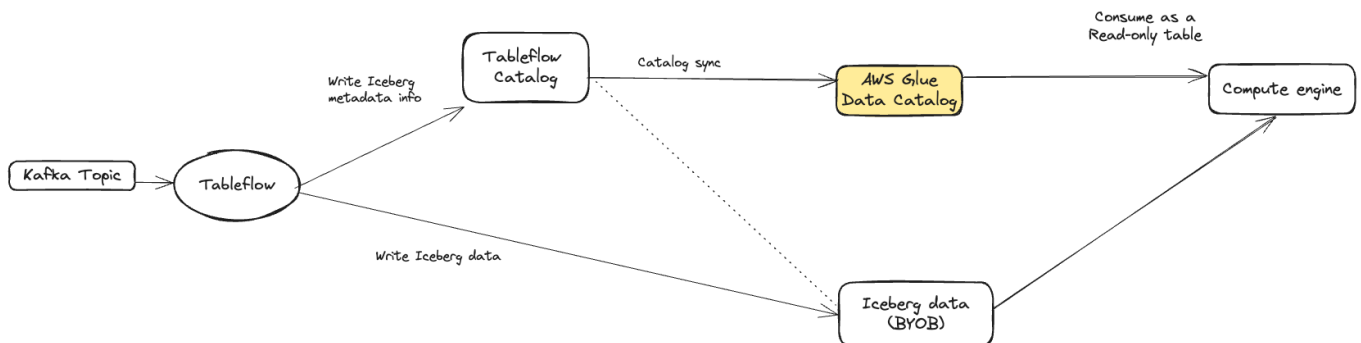 Consume as a
Read-only table
Tableflow
Catalog
Catalog sync
AWS Glue
Data Catalog
Compute engine
Write Iceberg
metadata info
Kafka Topic
Tableflow
Write Iceberg data
Iceberg data
(BYOB)